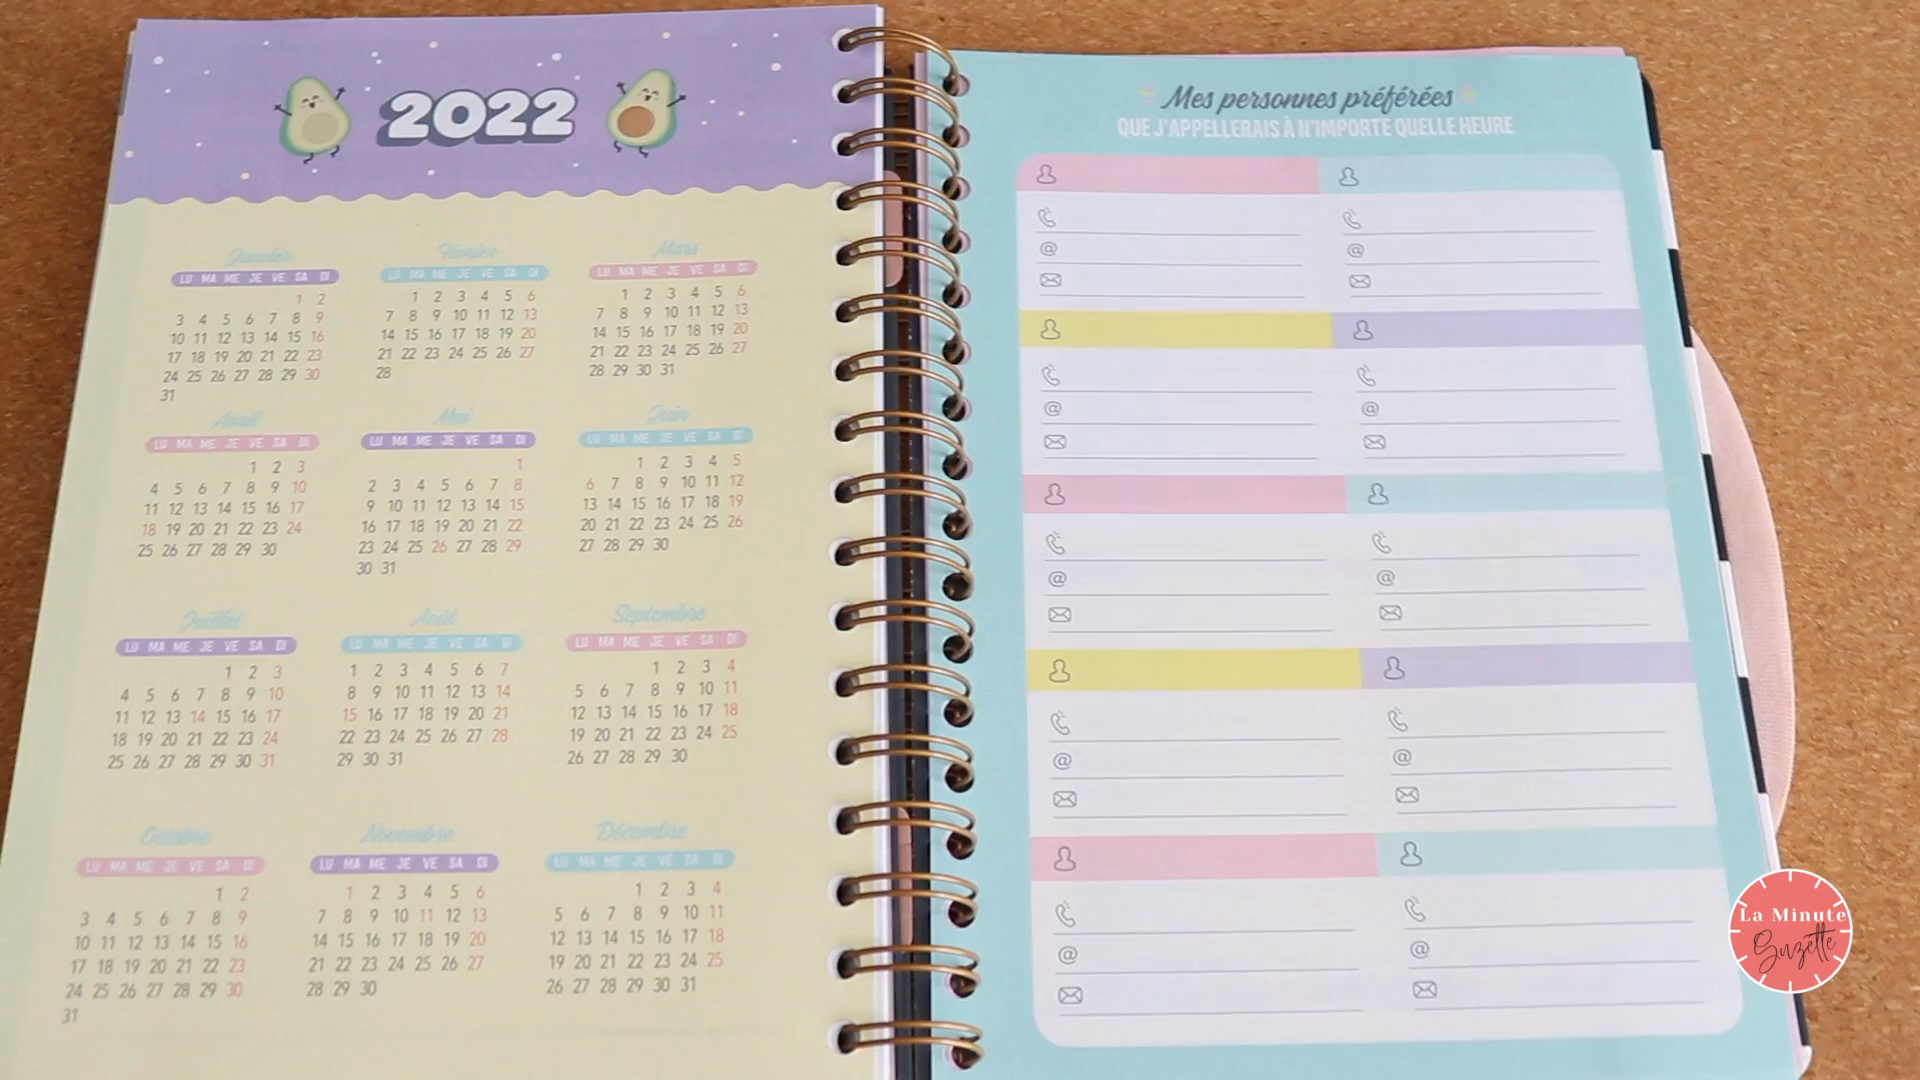 2022
Janvier
LU MA ME JE VE SA DI
1 2
3 4 5 6 7 8 9
10 11 12 13 14 15 16
17 18 19 20 21 22 23
24 25 26 27 28 29 30
31
Février
LU MA ME JE VE SA DI
1 2 3 4 5 6
7 8 9 10 11 12 13
14 15 16 17 18 19 20
21 22 23 24 25 26 27
28
Mars
LU MA ME JE VE SA DI
1 2 3 4 5 6
7 8 9 10 11 12 13
14 15 16 17 18 19 20
21 22 23 24 25 26 27
28 29 30 31
Avril
LU MA ME JE VE SA DI
1 2 3
4 5 6 7 8 9 10
11 12 13 14 15 16 17
18 19 20 21 22 23 24
25 26 27 28 29 30
Mai
LU MA ME JE VE SA DI
1
2 3 4 5 6 7 8
9 10 11 12 13 14 15
16 17 18 19 20 21 22
23 24 25 26 27 28 29
30 31
Juin
LU MA ME JE VE SA DI
1 2 3 4 5
6 7 8 9 10 11 12
13 14 15 16 17 18 19
20 21 22 23 24 25 26
27 28 29 30
Juillet
LU MA ME JE VE SA DI
1 2 3
4 5 6 7 8 9 10
11 12 13 14 15 16 17
18 19 20 21 22 23 24
25 26 27 28 29 30 31
Août
LU MA ME JE VE SA DI
1 2 3 4 5 6 7
8 9 10 11 12 13 14
15 16 17 18 19 20 21
22 23 24 25 26 27 28
29 30 31
Septembre
LU MA ME JE VE SA DI
1 2 3 4
5 6 7 8 9 10 11
12 13 14 15 16 17 18
19 20 21 22 23 24 25
26 27 28 29 30
Octobre
LU MA ME JE VE SA DI
1 2
3 4 5 6 7 8 9
10 11 12 13 14 15 16
17 18 19 20 21 22 23
24 25 26 27 28 29 30
31
Novembre
LU MA ME JE VE SA DI
1 2 3 4 5 6
7 8 9 10 11 12 13
14 15 16 17 18 19 20
21 22 23 24 25 26 27
28 29 30
Décembre
LU MA ME JE VE SA DI
1 2 3 4
5 6 7 8 9 10 11
12 13 14 15 16 17 18
19 20 21 22 23 24 25
26 27 28 29 30 31
Mes personnes préférées
QUE J'APPELLERAIS À N'IMPORTE QUELLE HEURE
@
@
@
@
@
@
@
@
@
@
La Minute
Suzette